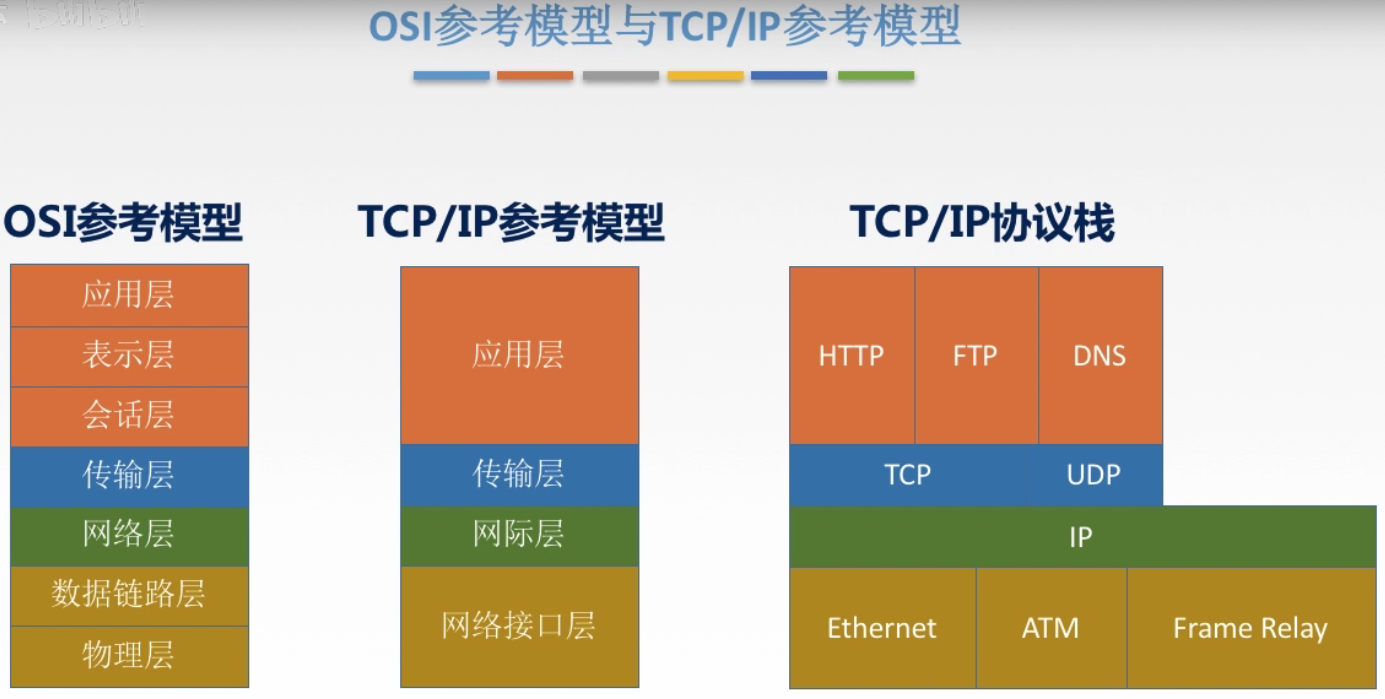 OSI参考模型与TCP/IP参考模型
OSI参考模型
应用层
表示层
会话层
传输层
网络层
数据链路层
物理层
TCP/IP参考模型
应用层
传输层
网际层
网络接口层
TCP/IP协议栈
HTTP FTP DNS
TCP UDP
IP
Ethernet ATM Frame Relay